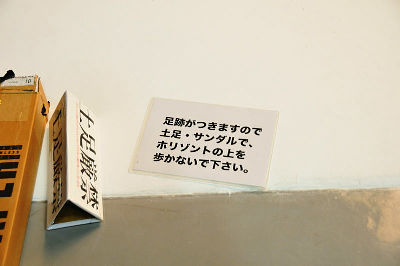 足跡がつきますので
土足・サンダルで、
ホリゾントの上を
歩かないで下さい。
土足厳禁